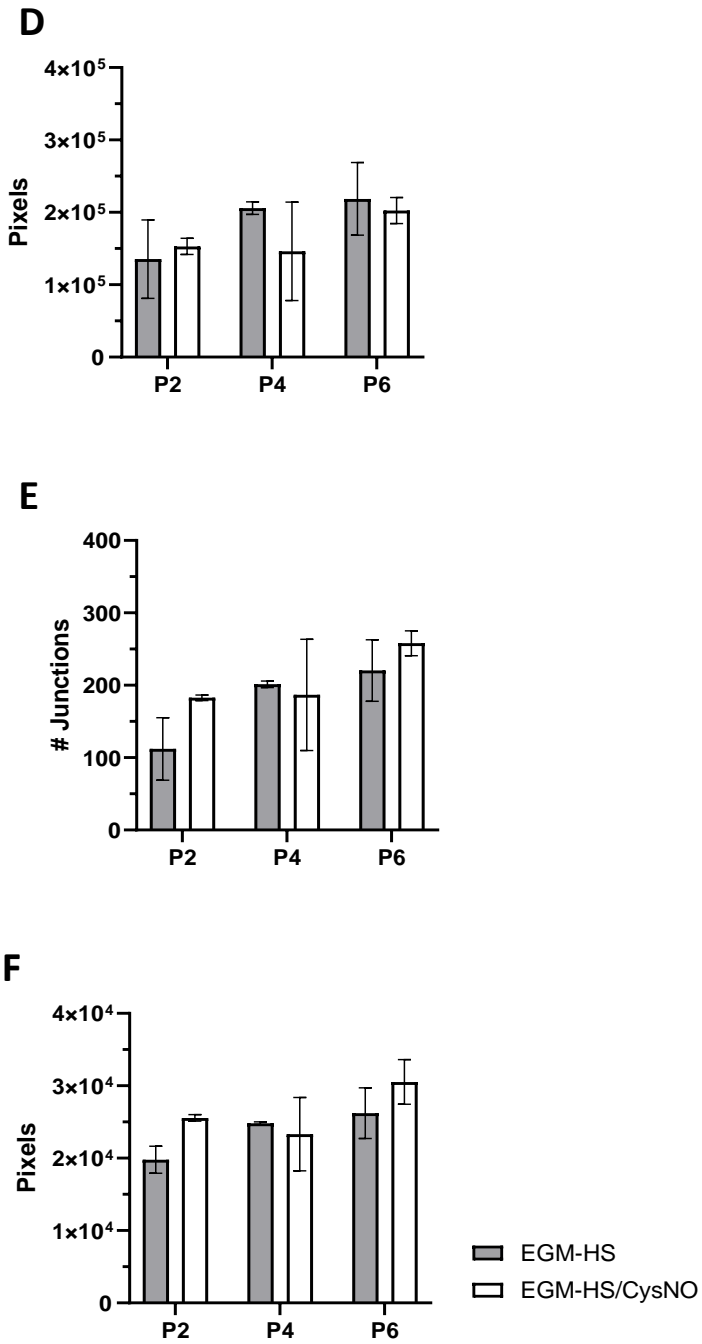 D
4×10⁵
3×10⁵
2×10⁵
1×10⁵
0
Pixels
P2 P4 P6
E
400
300
200
100
0
# Junctions
P2 P4 P6
F
4×10⁴
3×10⁴
2×10⁴
1×10⁴
0
Pixels
P2 P4 P6
EGM-HS
EGM-HS/CysNO